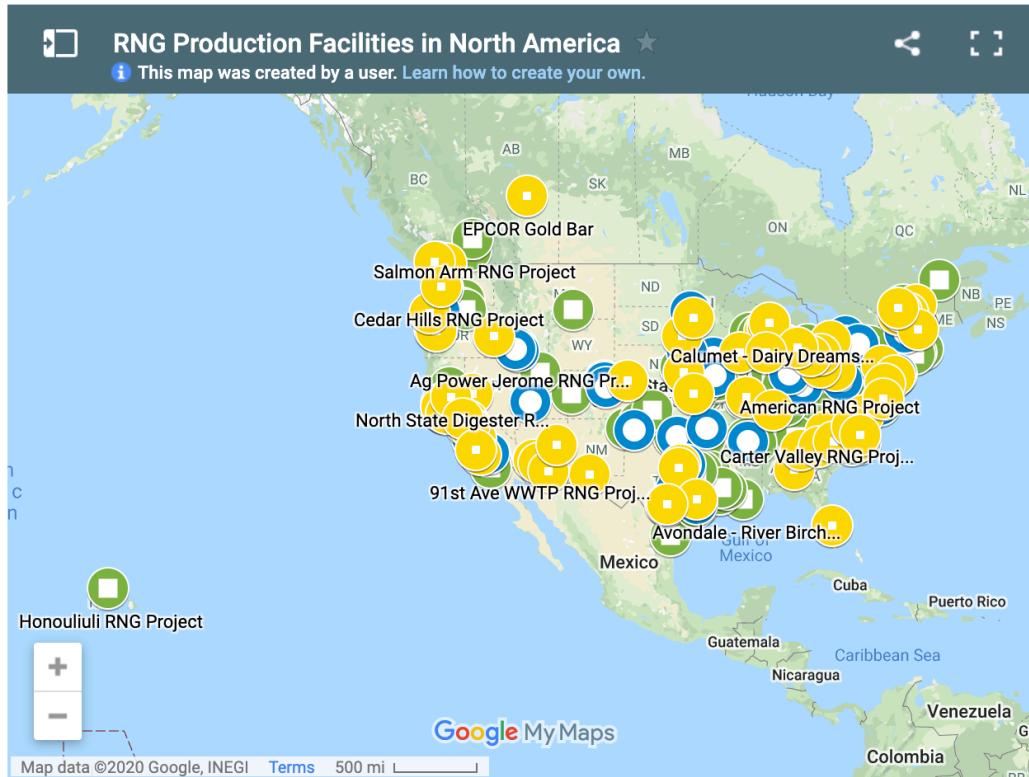 RNG Production Facilities in North America
This map was created by a user. Learn how to create your own.
Hudson Bay
AB
MB
BC
SK
NL
ON
QC
EPCOR Gold Bar
Salmon Arm RNG Project
ND
NB
PE
ME
NS
Cedar Hills RNG Project
SD
WY
Calumet - Dairy Dreams...
Ag Power Jerome RNG Pr...
American RNG Project
North State Digester R...
NM
Carter Valley RNG Proj...
91st Ave WWTP RNG Proj...
Avondale - River Birch...
Gulf of
Mexico
Mexico
Cuba
Puerto Rico
Honouliuli RNG Project
Guatemala
Caribbean Sea
Nicaragua
Venezuela
Colombia
+
−
Google My Maps
Map data ©2020 Google, INEGI Terms 500 mi